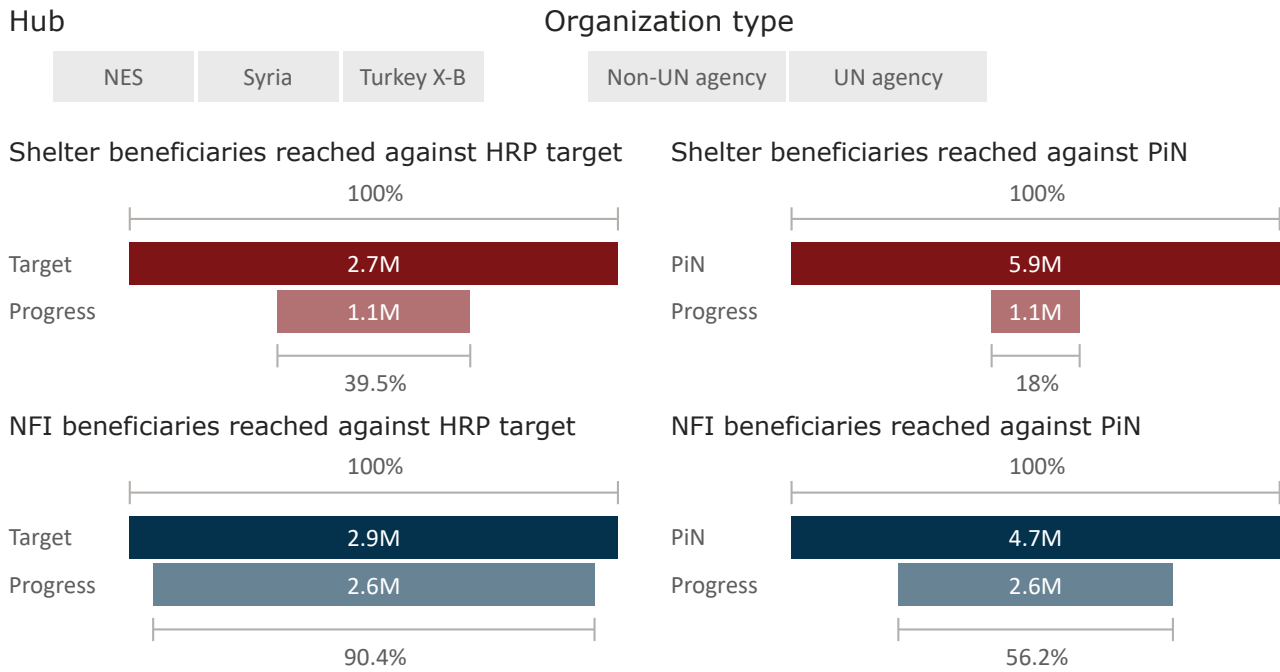 Hub
Organization type
NES
Syria
Turkey X-B
Non-UN agency
UN agency
Shelter beneficiaries reached against HRP target
100%
Target
2.7M
Progress
1.1M
39.5%
Shelter beneficiaries reached against PiN
100%
PiN
5.9M
Progress
1.1M
18%
NFI beneficiaries reached against HRP target
100%
Target
2.9M
Progress
2.6M
90.4%
NFI beneficiaries reached against PiN
100%
PiN
4.7M
Progress
2.6M
56.2%